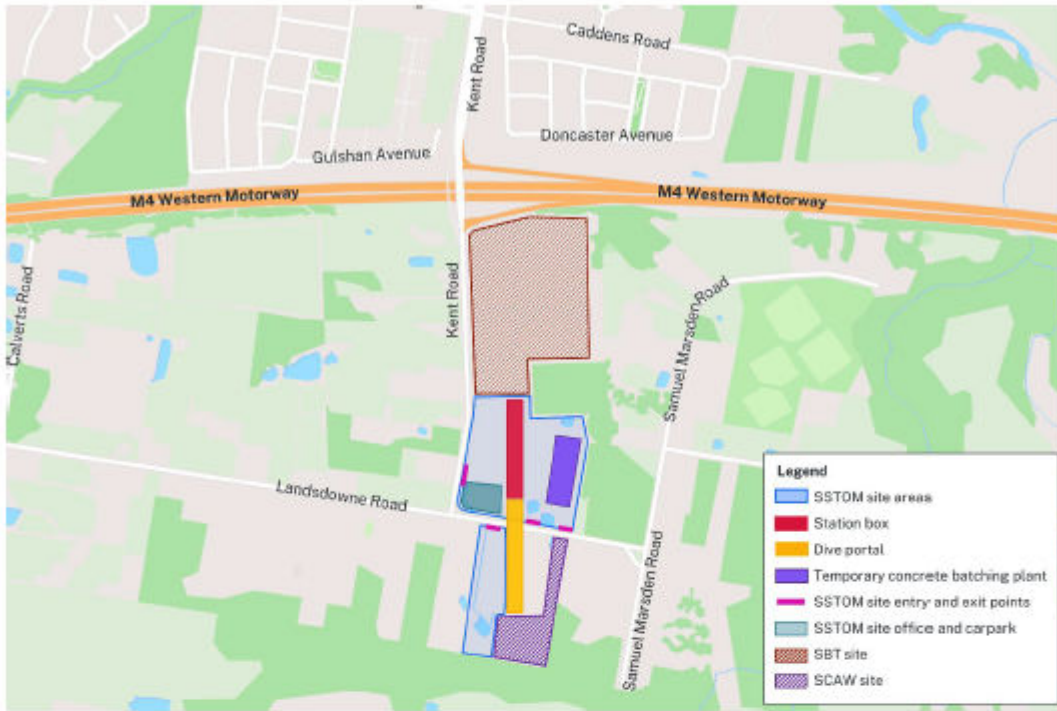 Caddens Road
Kent Road
Doncaster Avenue
Gulshan Avenue
M4 Western Motorway
M4 Western Motorway
Calverts Road
Kent Road
Samuel Marsden Road
Landsdowne Road
Samuel Marsden Road
Legend
SSTOM site areas
Station box
Dive portal
Temporary concrete batching plant
SSTOM site entry and exit points
SSTOM site office and carpark
SBT site
SCAW site